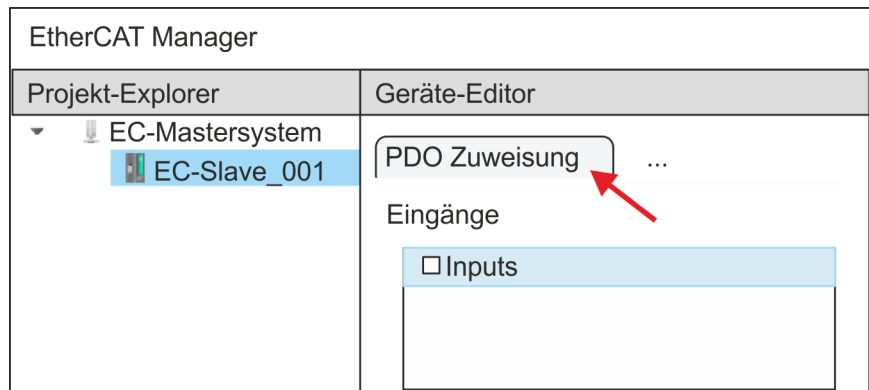 EtherCAT Manager
Projekt-Explorer
Geräte-Editor
EC-Mastersystem
EC-Slave_001
PDO Zuweisung
...
Eingänge
Inputs